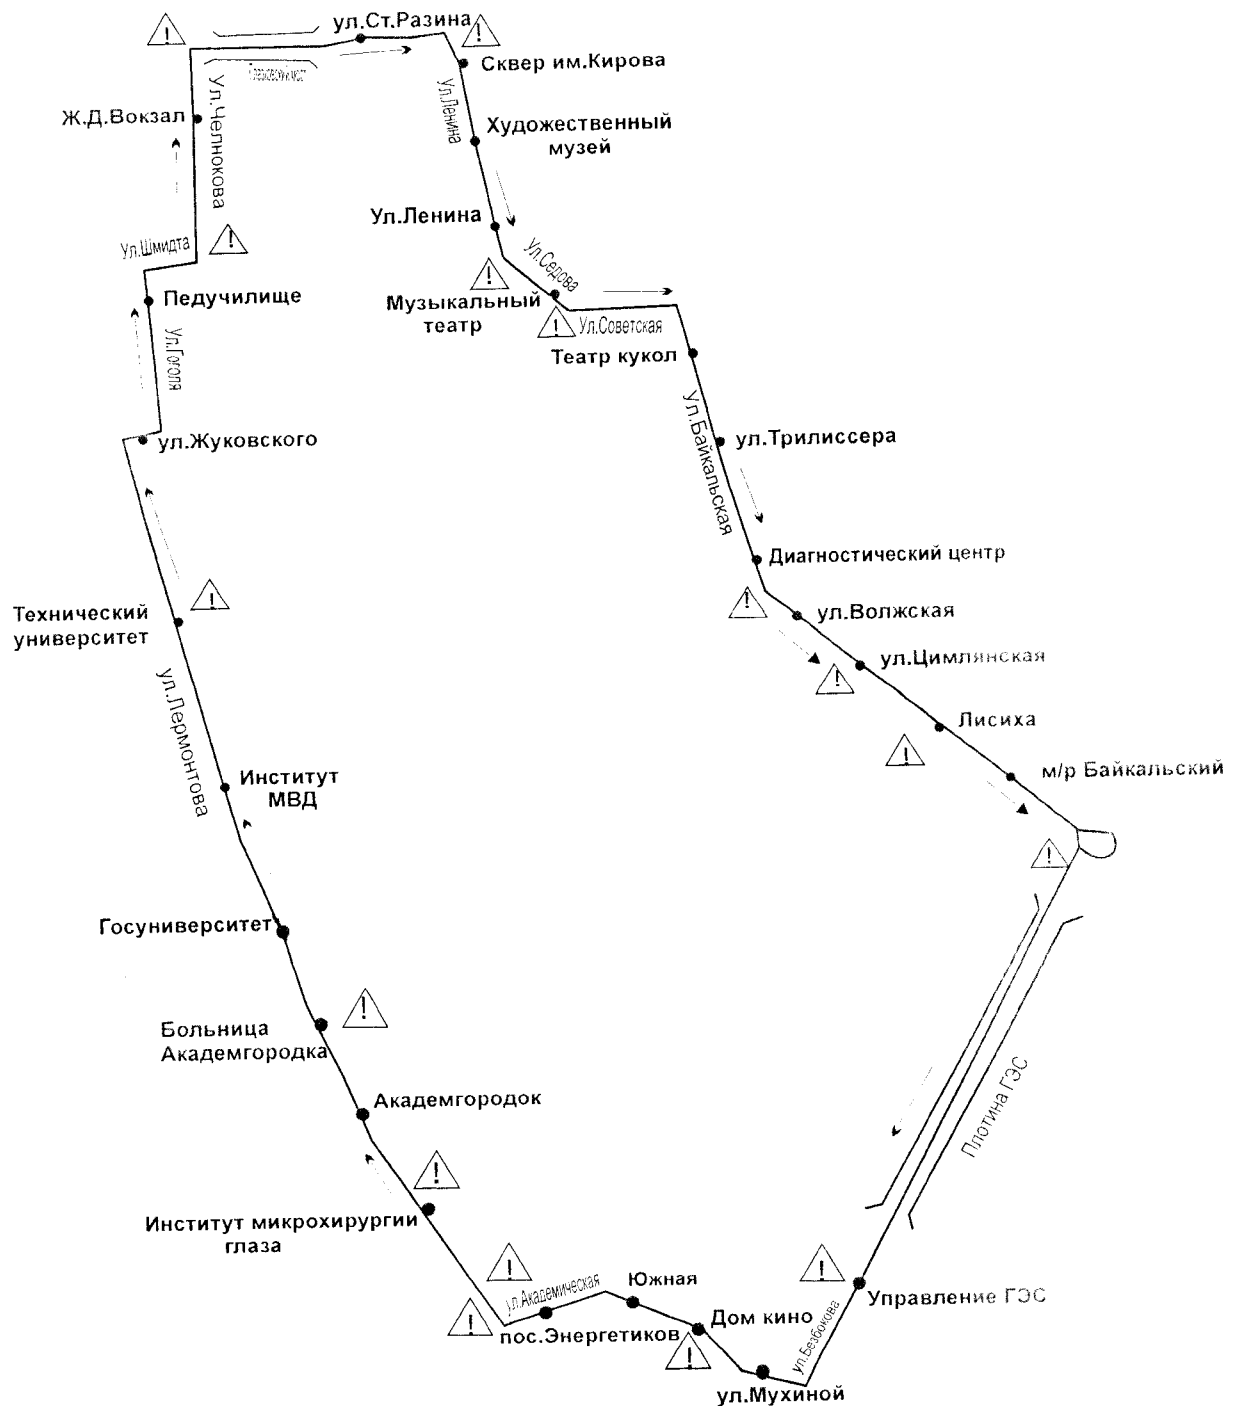 ул.Ст.Разина
Сквер им.Кирова
Ж.Д.Вокзал
Ул.Челнокова
Ул.Ленина
Художественный
музей
Ул.Ленина
Ул.Шмидта
Ул.Седова
Педучилище
Музыкальный
театр
Ул.Советская
Ул.Гоголя
Театр кукол
ул.Жуковского
Ул.Байкальская
ул.Трилиссера
Диагностический центр
Технический
университет
ул.Волжская
ул.Цимлянская
ул.Лермонтова
Лисиха
Институт
МВД
м/р Байкальский
Госуниверситет
Больница
Академгородка
Академгородок
Плотина ГЭС
Институт микрохирургии
глаза
ул.Академическая
Южная
Управление ГЭС
пос.Энергетиков
Дом кино
ул.Безбокова
ул.Мухиной